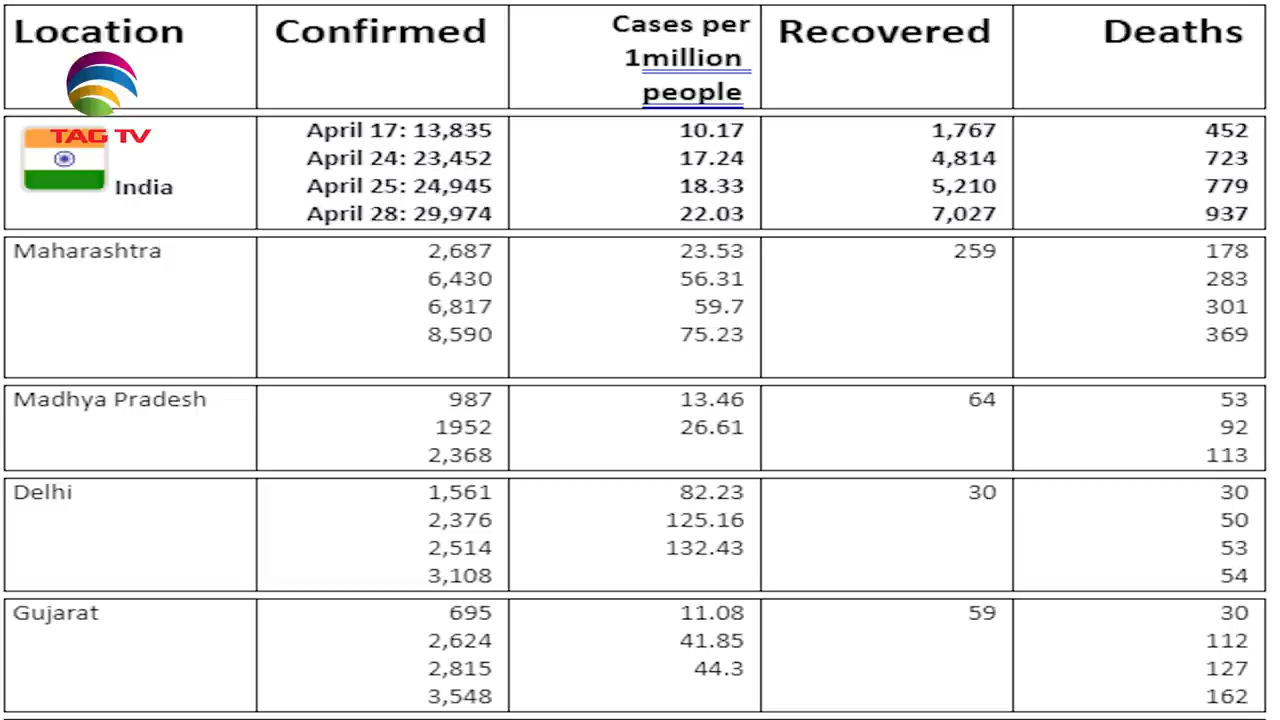 Location Confirmed Cases per 1million people Recovered Deaths
TAG TV
India
April 17: 13,835 10.17 1,767 452
April 24: 23,452 17.24 4,814 723
April 25: 24,945 18.33 5,210 779
April 28: 29,974 22.03 7,027 937
Maharashtra 2,687 23.53 259 178
6,430 56.31 283
6,817 59.7 301
8,590 75.23 369
Madhya Pradesh 987 13.46 64 53
1952 26.61 92
2,368 113
Delhi 1,561 82.23 30 30
2,376 125.16 50
2,514 132.43 53
3,108 54
Gujarat 695 11.08 59 30
2,624 41.85 112
2,815 44.3 127
3,548 162